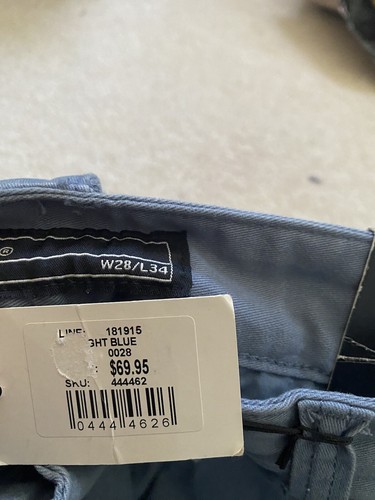 ®
W28/L34
LINE: 181915
GHT BLUE
0028
$69.95
SKU: 444462
0444 4626